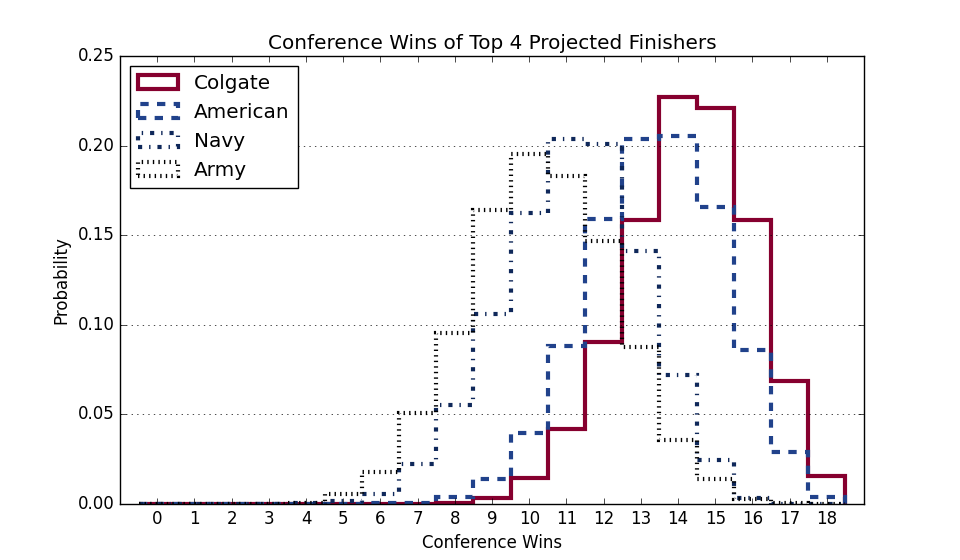 Conference Wins of Top 4 Projected Finishers
0.25
0.20
0.15
0.10
0.05
0.00
Probability
Colgate
American
Navy
Army
0 1 2 3 4 5 6 7 8 9 10 11 12 13 14 15 16 17 18
Conference Wins